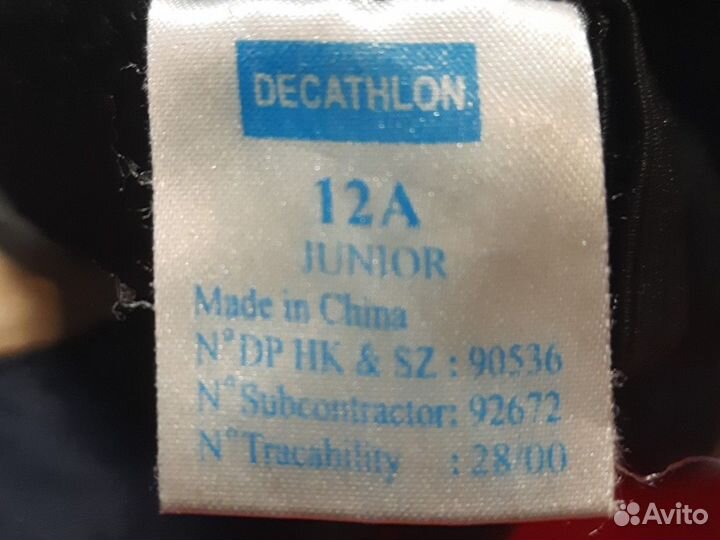 DECATHLON
12A
JUNIOR
Made in China
N°DP HK & SZ : 90536
N°Subcontractor: 92672
N°Tracability : 28/00
Avito